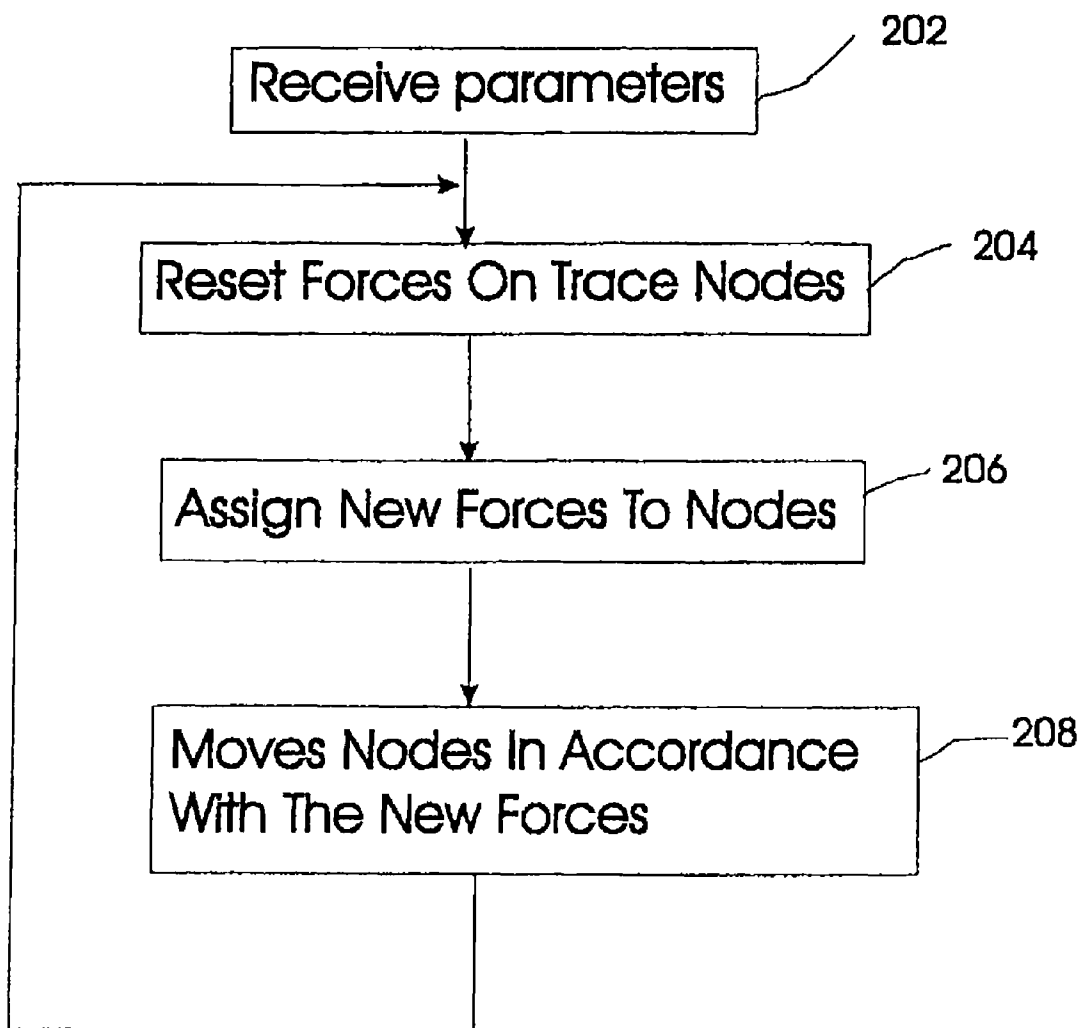 202
Receive parameters
204
Reset Forces On Trace Nodes
206
Assign New Forces To Nodes
208
Moves Nodes In Accordance
With The New Forces